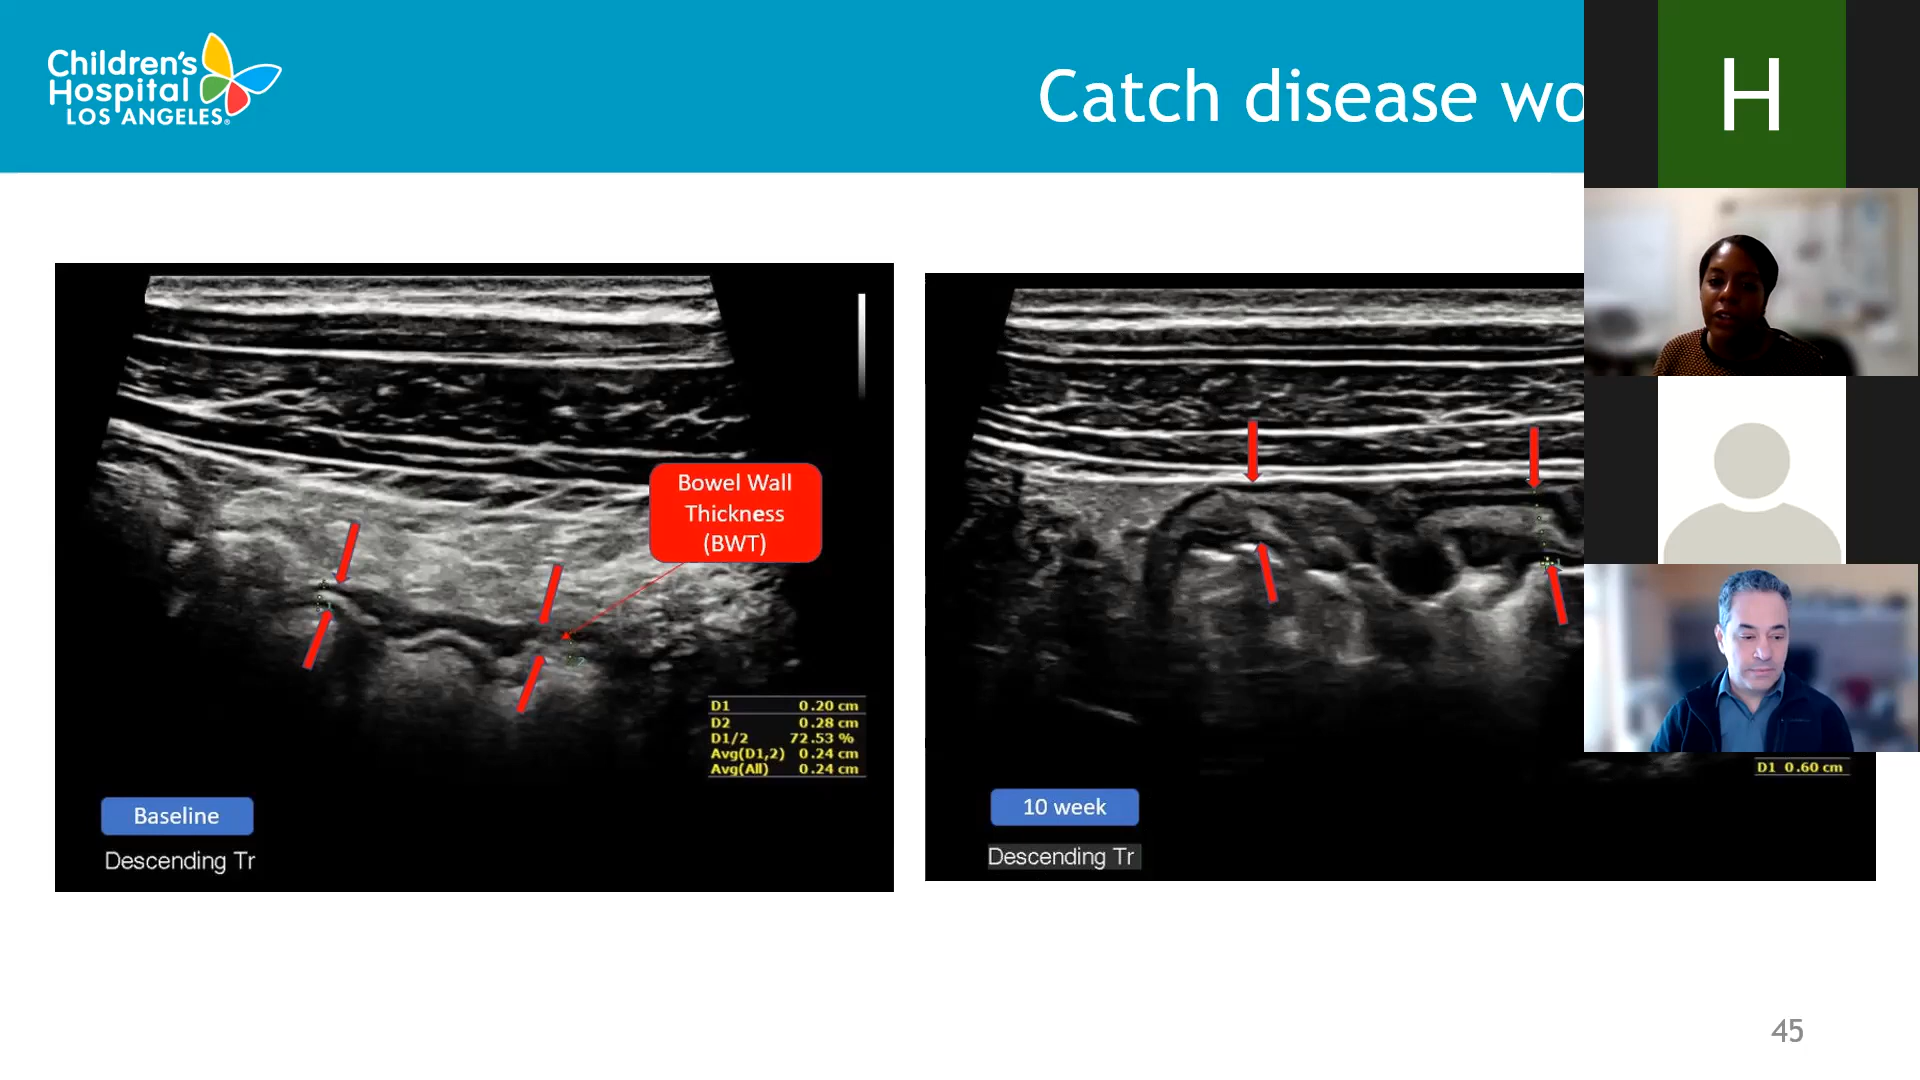 Children's
Hospital
LOS ANGELES®
Catch disease wo
H
Bowel Wall
Thickness
(BWT)
D1 0.20 cm
D2 0.28 cm
D1/2 72.53 %
Avg(D1,2) 0.24 cm
Avg(All) 0.24 cm
Baseline
Descending Tr
D1 0.60 cm
10 week
Descending Tr
45